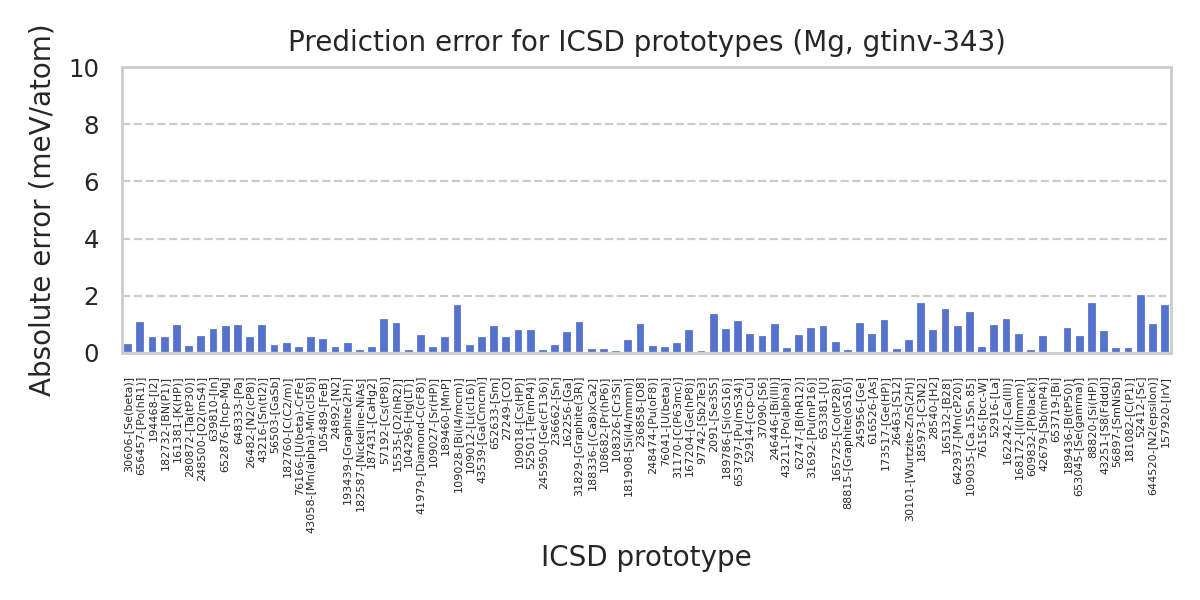 Prediction error for ICSD prototypes (Mg, gtinv-343)
Absolute error (meV/atom)
10
8
6
4
2
0
30606-[Se(beta)]
656457-[Po(hR1)]
194468-[I2]
182732-[BN(P1)]
161381-[K(HP)]
280872-[Ta(tP30)]
248500-[O2(mS4)]
639810-[In]
652876-[hcp-Mg]
648333-[Pa]
26482-[N2(cP8)]
43216-[Sn(tI2)]
56503-[GaSb]
182760-[C(C2/m)]
76166-[U(beta)-CrFe]
43058-[Mn(alpha)-Mn(cI58)]
105489-[FeB]
24892-[N2]
193439-[Graphite(2H)]
182587-[Nickeline-NiAs]
187431-[CaHg2]
57192-[Cs(tP8)]
15535-[O2(hR2)]
104296-[Hg(LT)]
41979-[Diamond-C(cF8)]
109027-[Sr(HP)]
189460-[MnP]
109028-[Bi(I4/mcm)]
109012-[Li(cI16)]
43539-[Ga(Cmcm)]
652633-[Sm]
27249-[CO]
109018-[Cs(HP)]
52501-[Te(mP4)]
245950-[Ge(cF136)]
236662-[Sn]
162256-[Ga]
31829-[Graphite(3R)]
188336-[(Ca8)xCa2]
108682-[Pr(hP6)]
108326-[Cr3Si]
181908-[Si(I4/mmm)]
236858-[O8]
248474-[Pu(oF8)]
76041-[U(beta)]
31170-[C(P63mc)]
167204-[Ge(hP8)]
97742-[Sb2Te3]
2091-[Se3S5]
189786-[Si(oS16)]
653797-[Pu(mS34)]
52914-[ccp-Cu]
37090-[S6]
246446-[Bi(III)]
43211-[Po(alpha)]
62747-[B(hR12)]
31692-[Pu(mP16)]
653381-[U]
165725-[Co(tP28)]
88815-[Graphite(oS16)]
245956-[Ge]
616526-[As]
173517-[Ge(HP)]
26463-[S12]
30101-[Wurtzite-ZnS(2H)]
185973-[C3N2]
28540-[H2]
165132-[B28]
642937-[Mn(cP20)]
109035-[Ca.15Sn.85]
76156-[bcc-W]
52916-[La]
162242-[Ca(III)]
168172-[I(Immm)]
609832-[P(black)]
42679-[Sb(mP4)]
653719-[Bi]
189436-[B(tP50)]
653045-[Se(gamma)]
88820-[Si(HP)]
43251-[S8(Fddd)]
56897-[SmNiSb]
181082-[C(P1)]
52412-[Sc]
644520-[N2(epsilon)]
157920-[IrV]
ICSD prototype